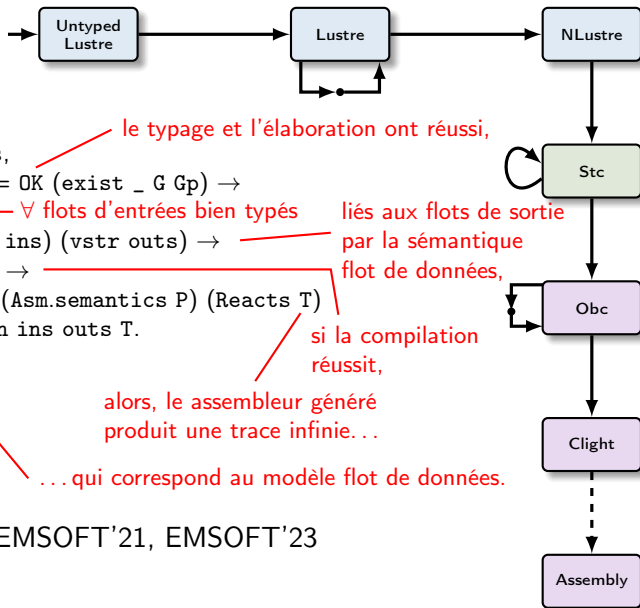 Untyped
Lustre
Lustre
NLustre
le typage et l'élaboration ont réussi,
s,
= OK (exist _ G Gp) →
Stc
∀ flots d'entrées bien typés
liés aux flots de sortie
ins) (vstr outs) →
par la sémantique
→
flot de données,
(Asm.semantics P) (Reacts T)
Obc
n ins outs T.
si la compilation
réussit,
alors, le assembleur généré
produit une trace infinie...
Clight
...qui correspond au modèle flot de données.
EMSOFT'21, EMSOFT'23
Assembly